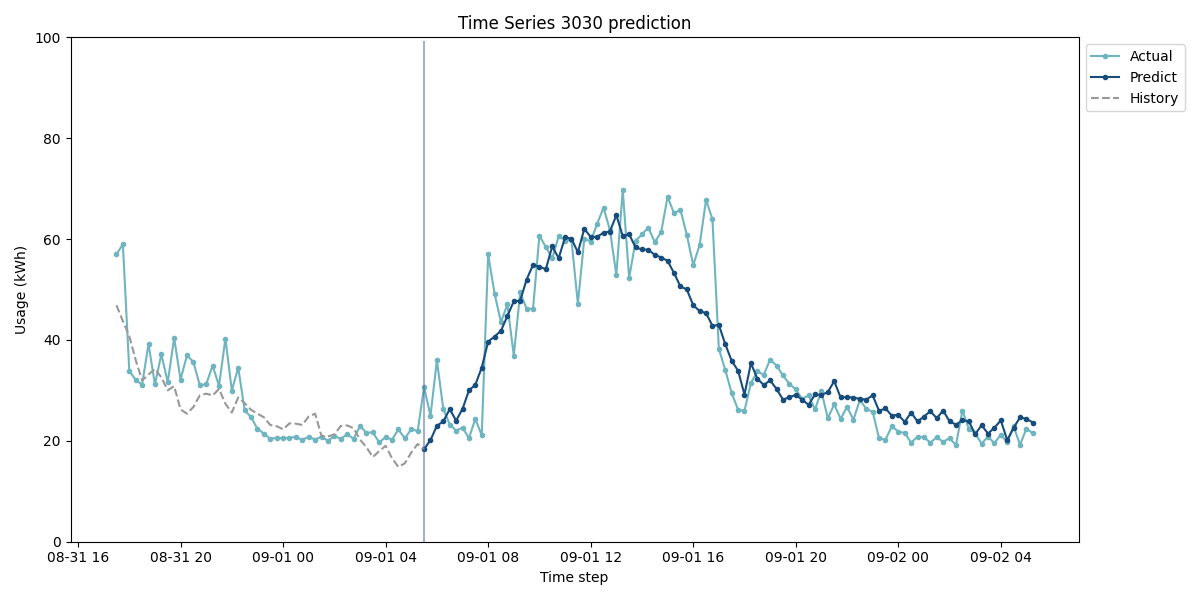 Time Series 3030 prediction
Usage (kWh)
100
80
60
40
20
0
08-31 16
08-31 20
09-01 00
09-01 04
09-01 08
09-01 12
09-01 16
09-01 20
09-02 00
09-02 04
Time step
Actual
Predict
History